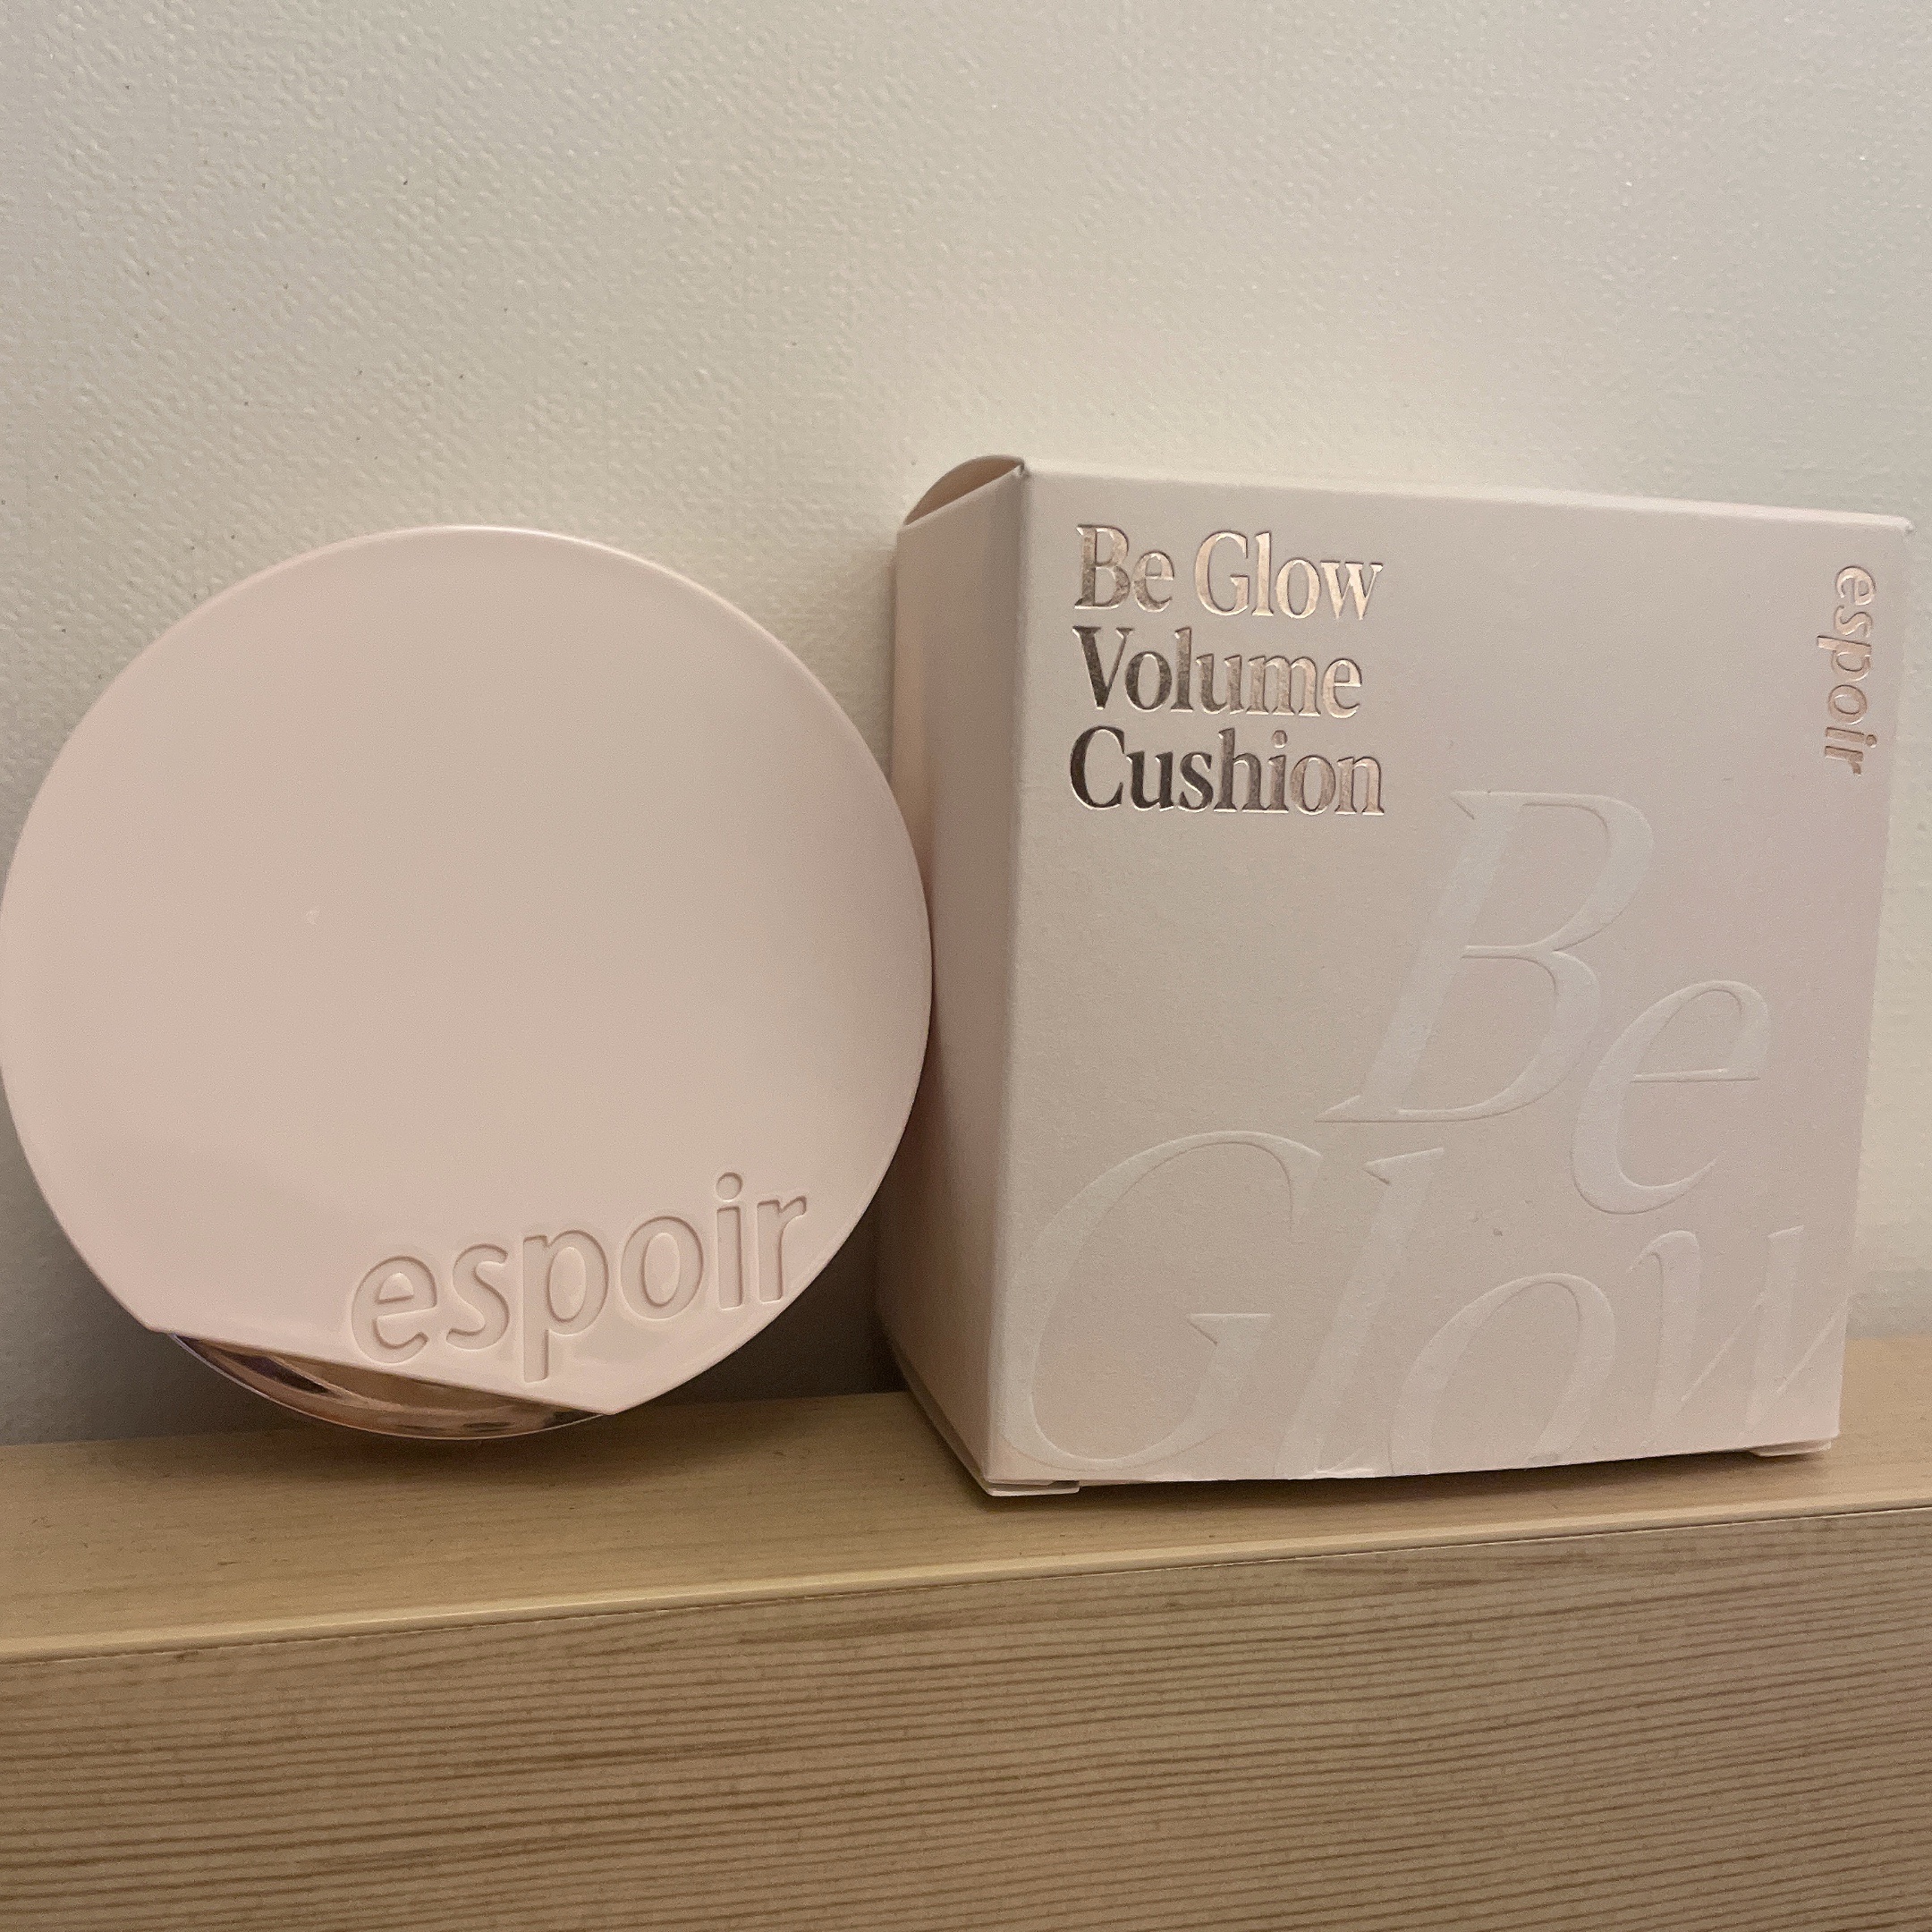 espoir
Be Glow
Volume
Cushion
espoir
Be
Glow